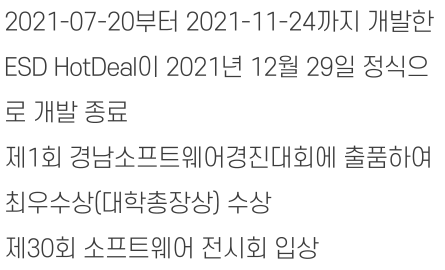 2021-07-20부터 2021-11-24까지 개발한
ESD HotDeal이 2021년 12월 29일 정식으
로 개발 종료
제1회 경남소프트웨어경진대회에 출품하여
최우수상(대학총장상) 수상
제30회 소프트웨어 전시회 입상